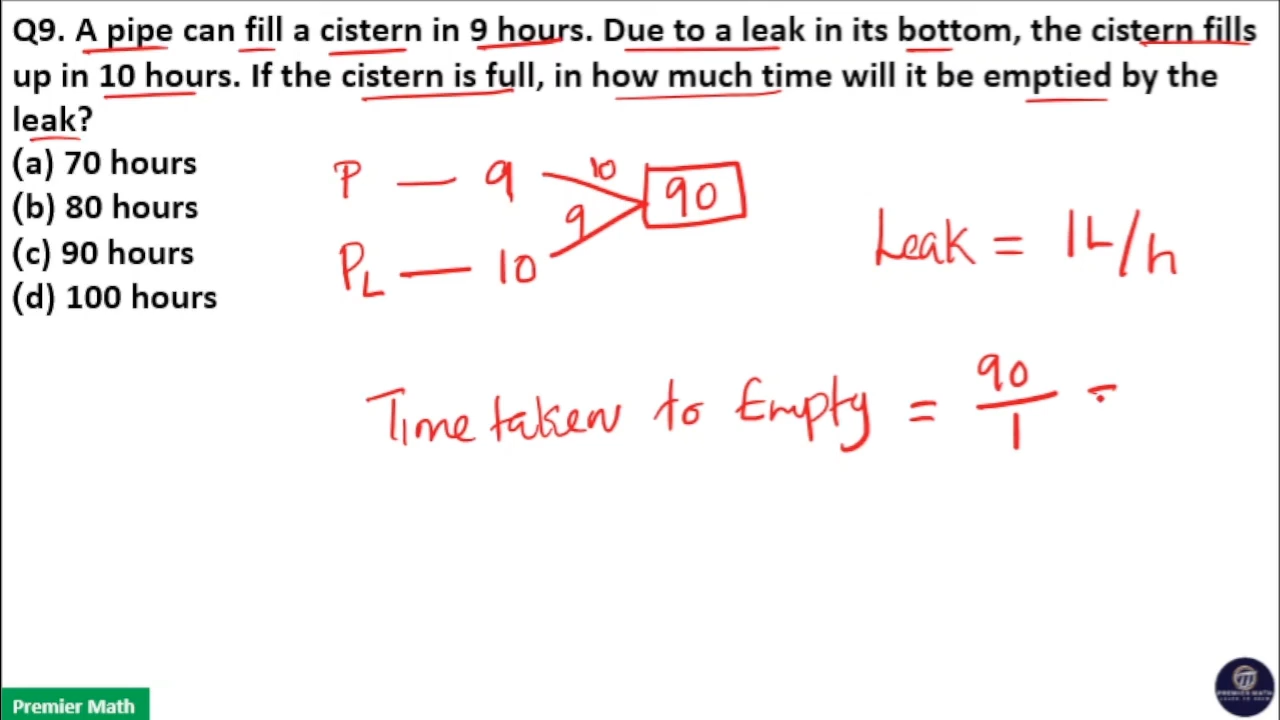 Q9. A pipe can fill a cistern in 9 hours. Due to a leak in its bottom, the cistern fills
up in 10 hours. If the cistern is full, in how much time will it be emptied by the
leak?
(a) 70 hours
(b) 80 hours
(c) 90 hours
(d) 100 hours
P — 9 10 90
9
PL — 10
Leak = 1L/h
Time taken to Empty = 90/1 =
Premier Math
PREMIER MATH